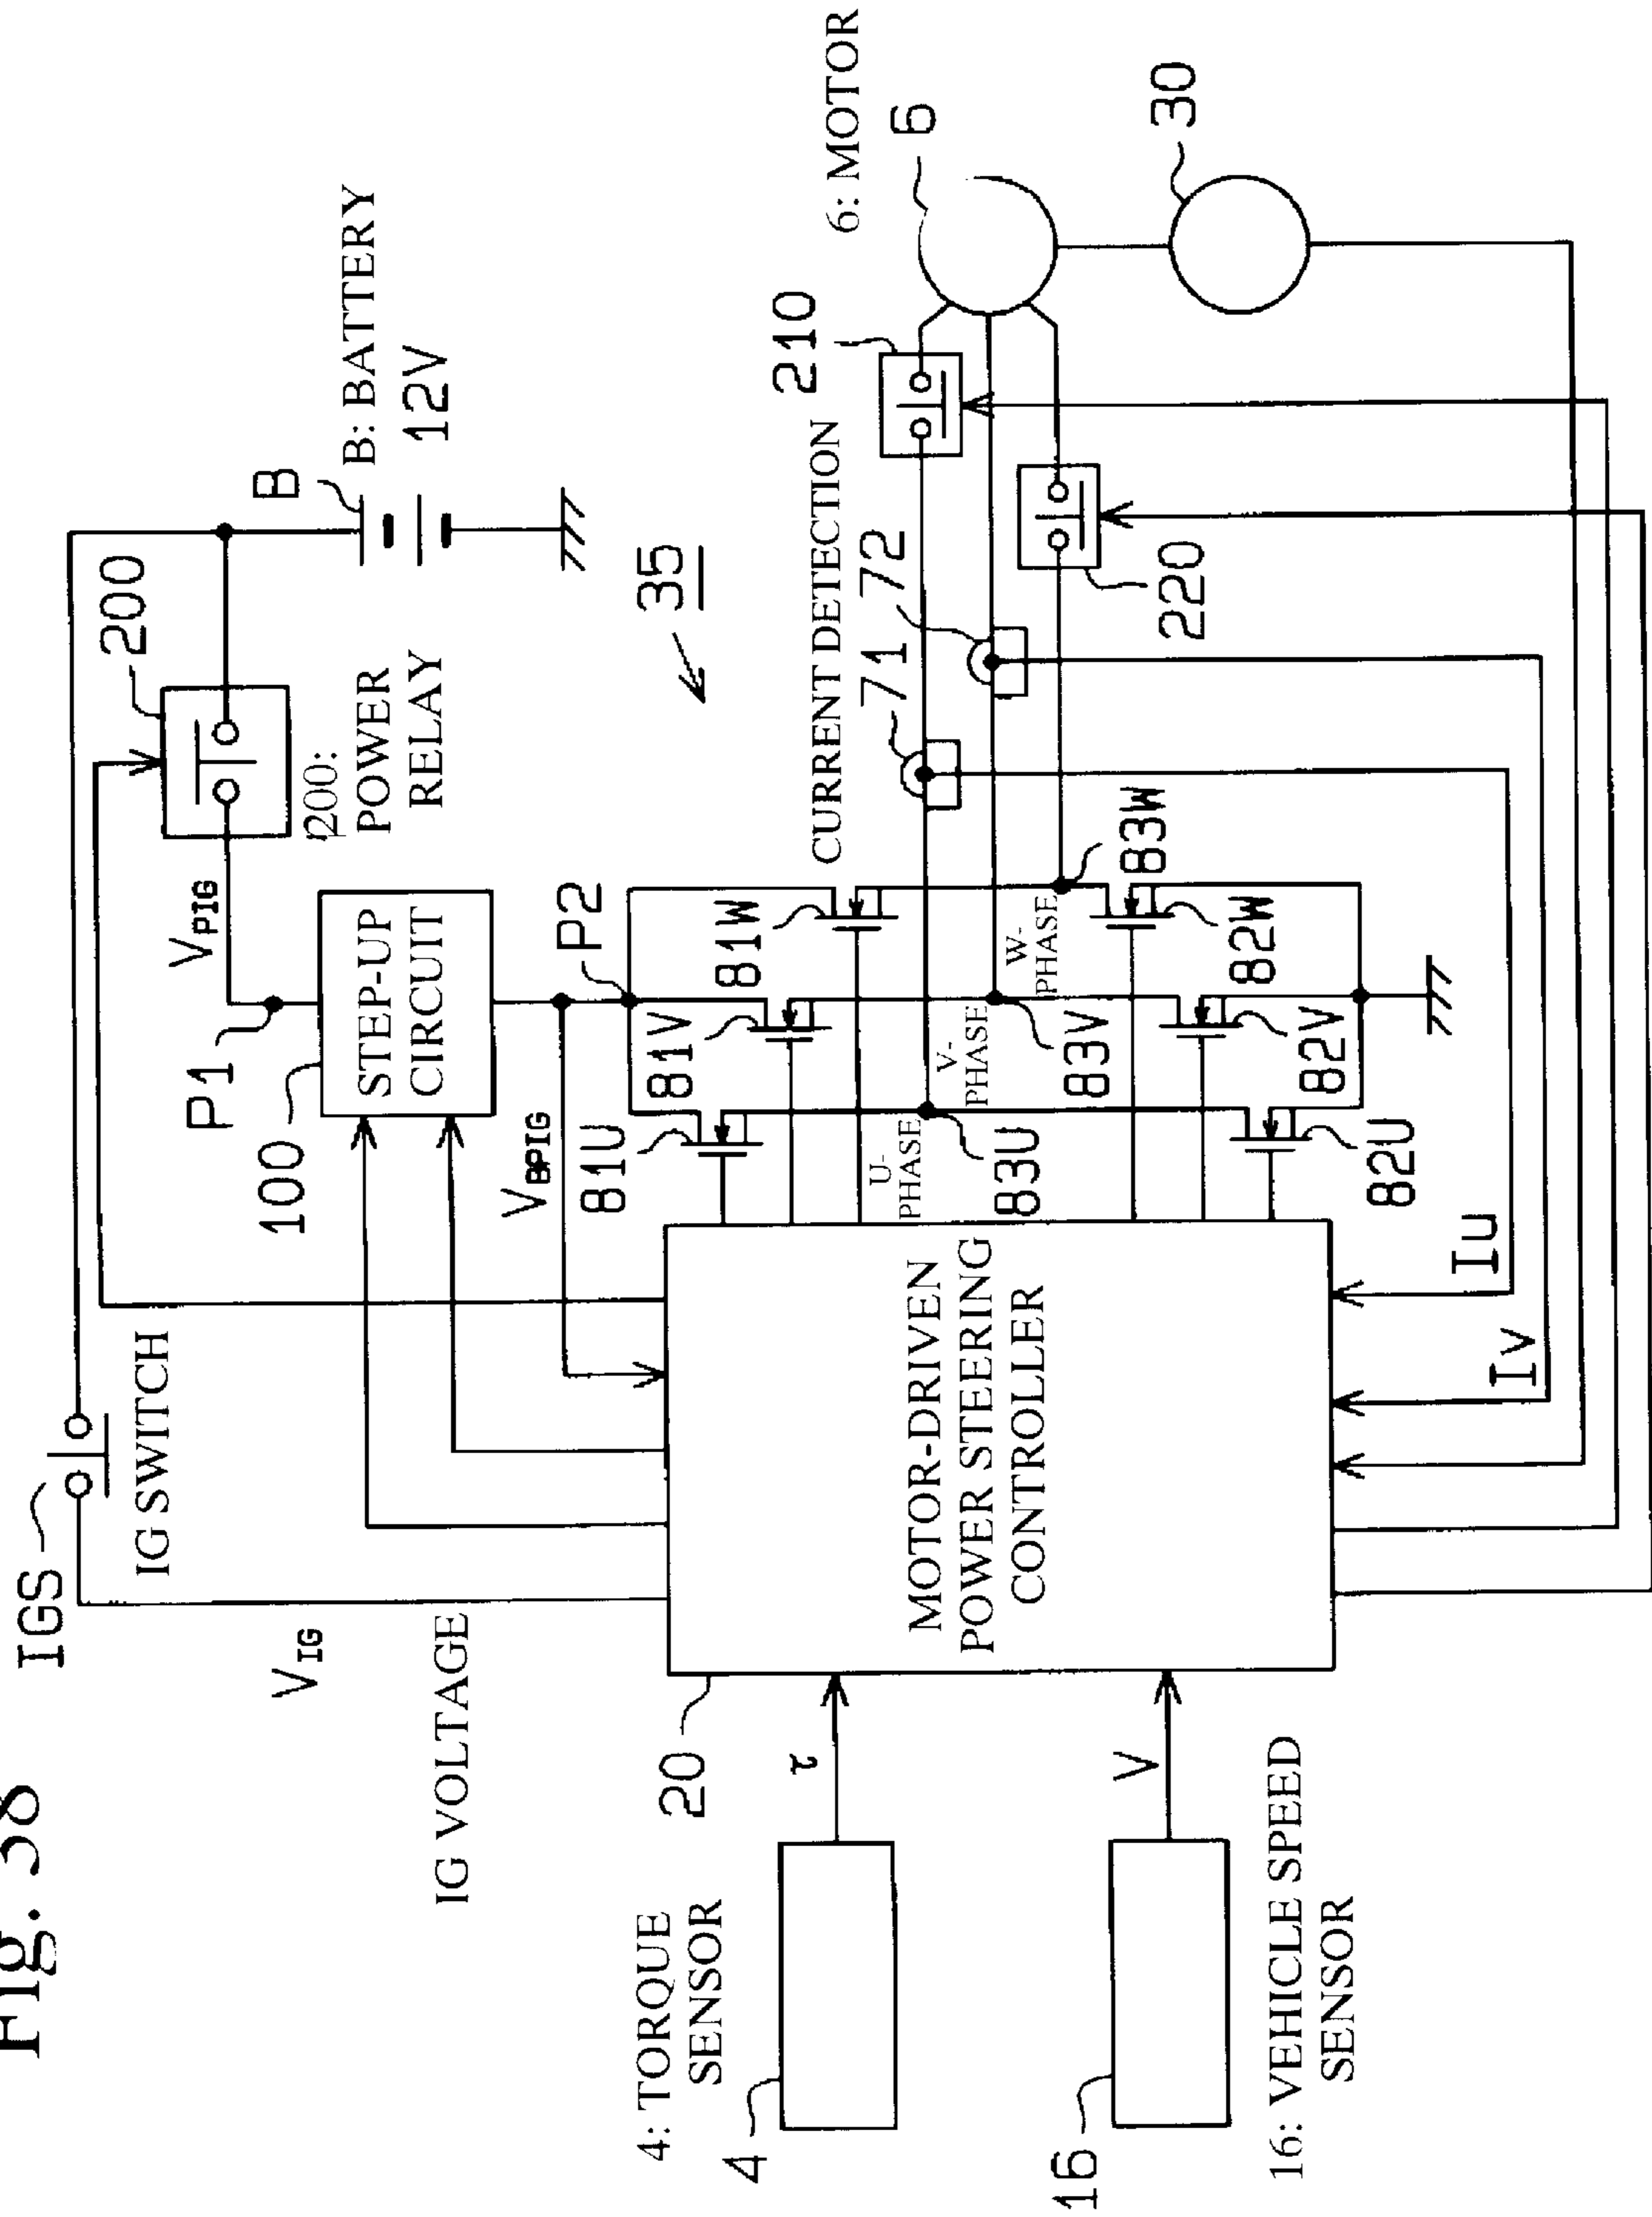 Fig. 38
IGS
IG SWITCH
VIG
IG VOLTAGE
200
200:
POWER
RELAY
B
B: BATTERY
12V
VPIG
P1
100
STEP-UP
CIRCUIT
VBPIG
P2
35
81U
81V
81W
CURRENT DETECTION
71
72
210
6: MOTOR
6
30
220
U-
PHASE
V-
PHASE
W-
PHASE
83U
83V
83W
82U
82V
82W
20
MOTOR-DRIVEN
POWER STEERING
CONTROLLER
4: TORQUE
SENSOR
4
τ
16
V
16: VEHICLE SPEED
SENSOR
Iu
Iv